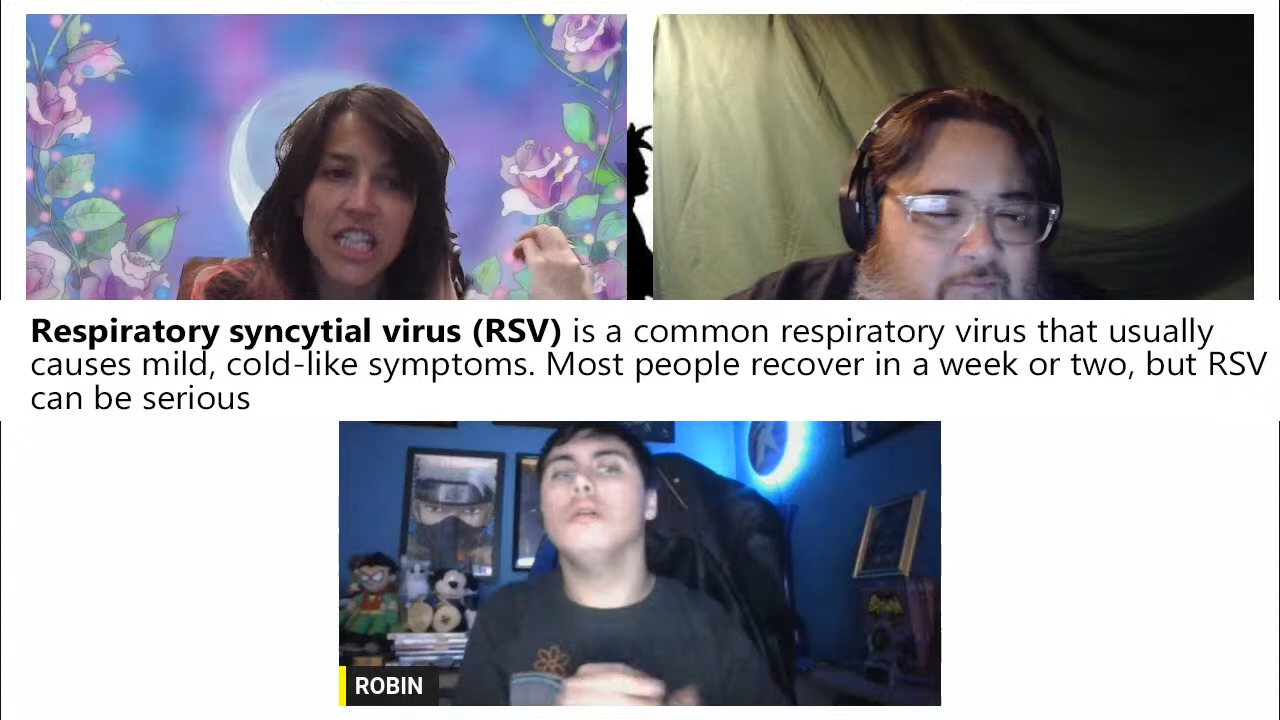 Respiratory syncytial virus (RSV) is a common respiratory virus that usually
causes mild, cold-like symptoms. Most people recover in a week or two, but RSV
can be serious
ROBIN